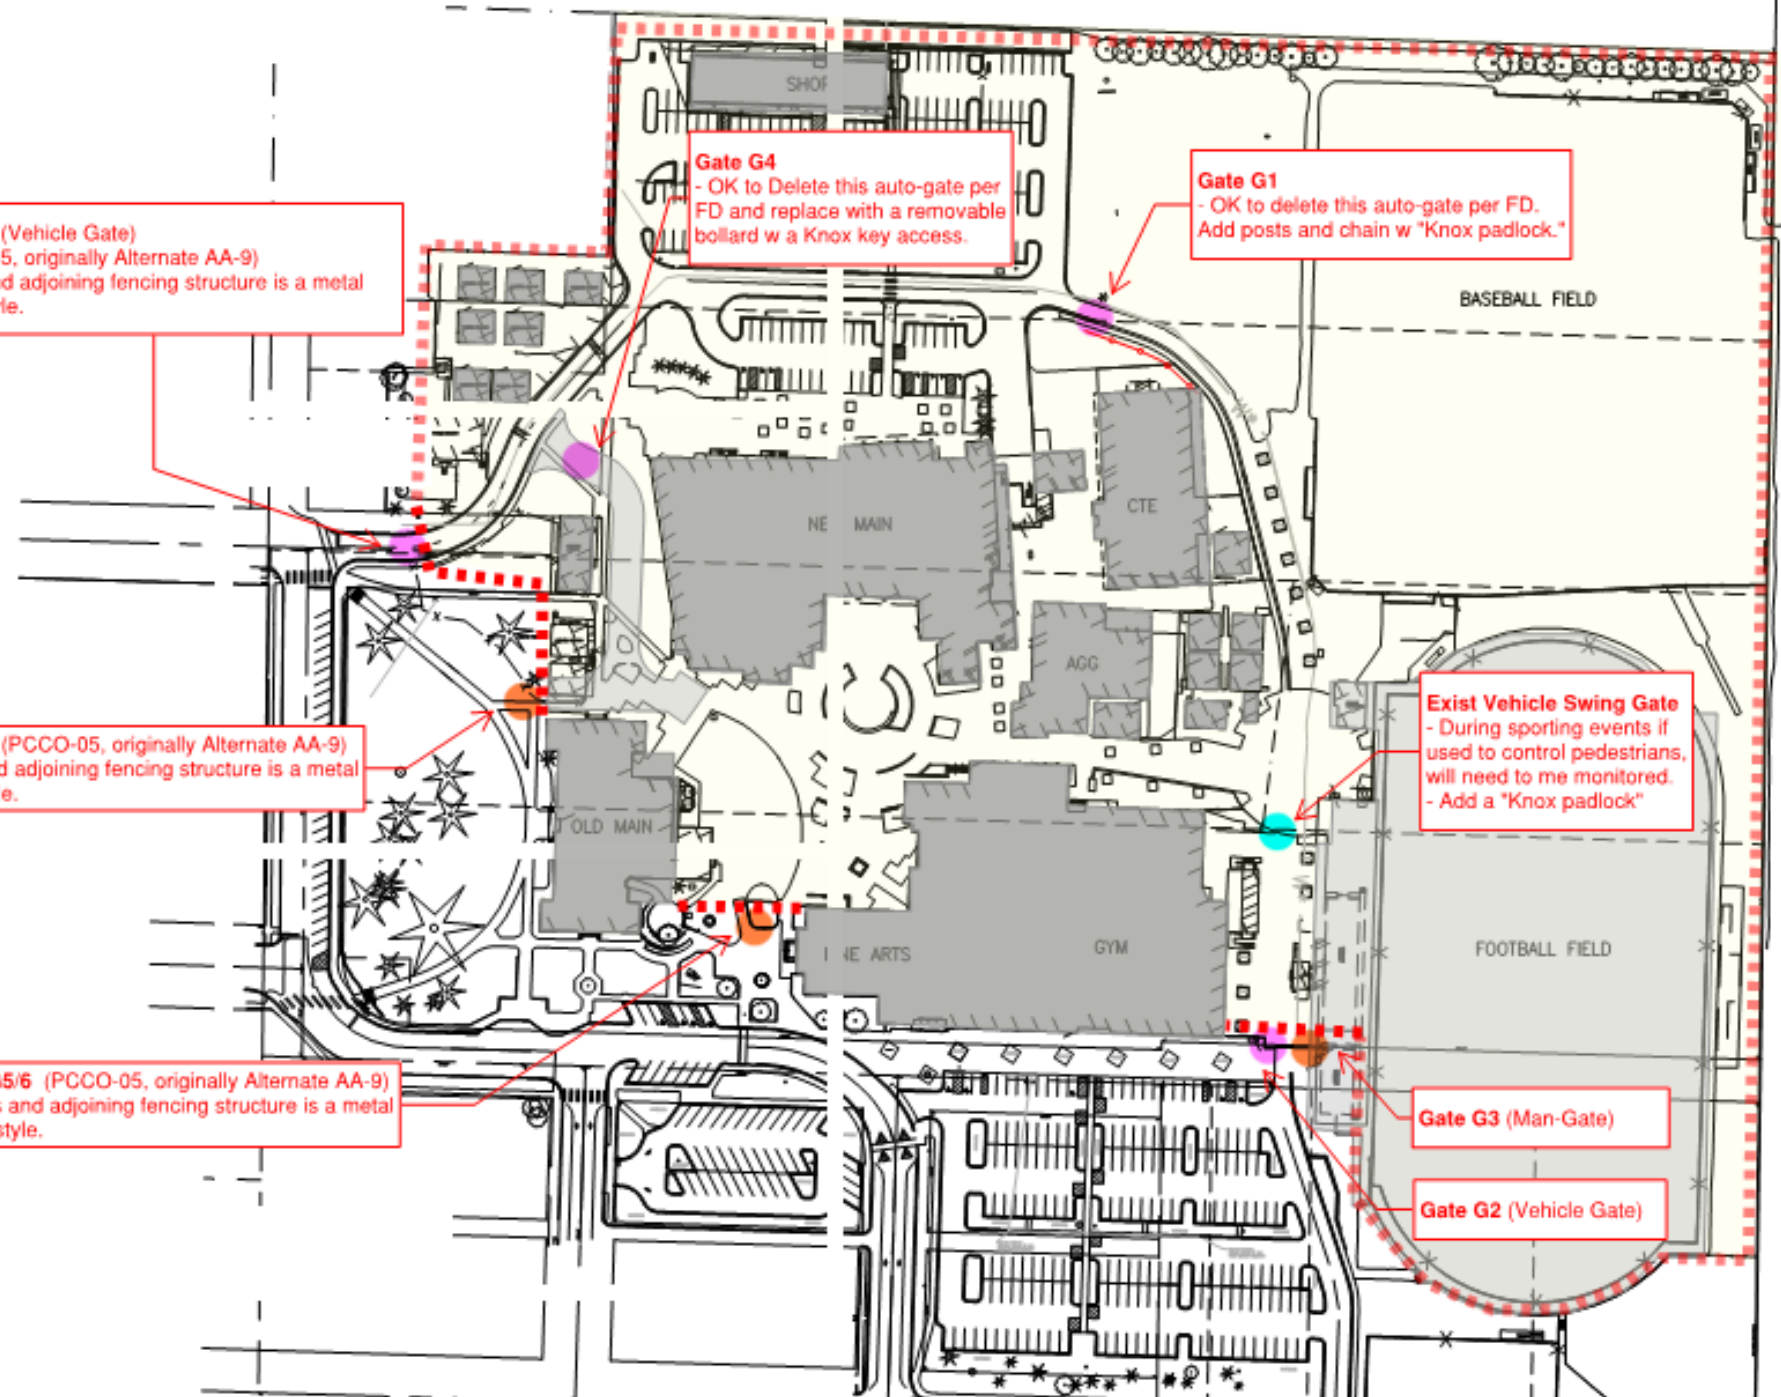 SHOP
Gate G4
- OK to Delete this auto-gate per
FD and replace with a removable
bollard w a Knox key access.
Gate G1
- OK to delete this auto-gate per FD.
Add posts and chain w "Knox padlock."
(Vehicle Gate)
5, originally Alternate AA-9)
d adjoining fencing structure is a metal
le.
BASEBALL FIELD
NE MAIN
CTE
AGG
Exist Vehicle Swing Gate
- During sporting events if
used to control pedestrians,
will need to me monitored.
- Add a "Knox padlock"
(PCCO-05, originally Alternate AA-9)
d adjoining fencing structure is a metal
e.
OLD MAIN
NE ARTS
GYM
FOOTBALL FIELD
5/6 (PCCO-05, originally Alternate AA-9)
s and adjoining fencing structure is a metal
style.
Gate G3 (Man-Gate)
Gate G2 (Vehicle Gate)